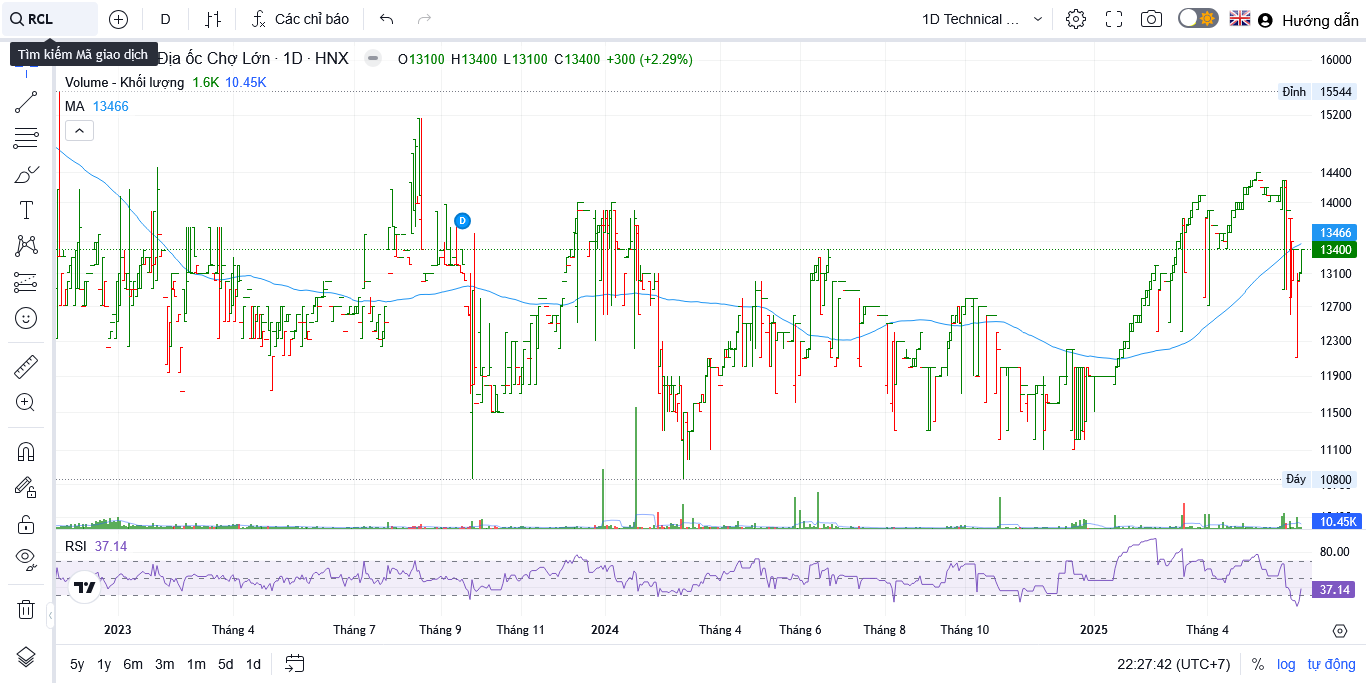 RCL
D
Các chỉ báo
1D Technical ...
Hướng dẫn
Tìm kiếm Mã giao dịch
Địa ốc Chợ Lớn · 1D · HNX
O13100 H13400 L13100 C13400 +300 (+2.29%)
Volume - Khối lượng 1.6K 10.45K
MA 13466
D
16000
Đỉnh 15544
15200
14400
14000
13466
13400
13100
12700
12300
11900
11500
11100
Đáy 10800
10.45K
RSI 37.14
80.00
37.14
2023 Tháng 4 Tháng 7 Tháng 9 Tháng 11 2024 Tháng 4 Tháng 6 Tháng 8 Tháng 10 2025 Tháng 4
5y 1y 6m 3m 1m 5d 1d
22:27:42 (UTC+7) % log tự động